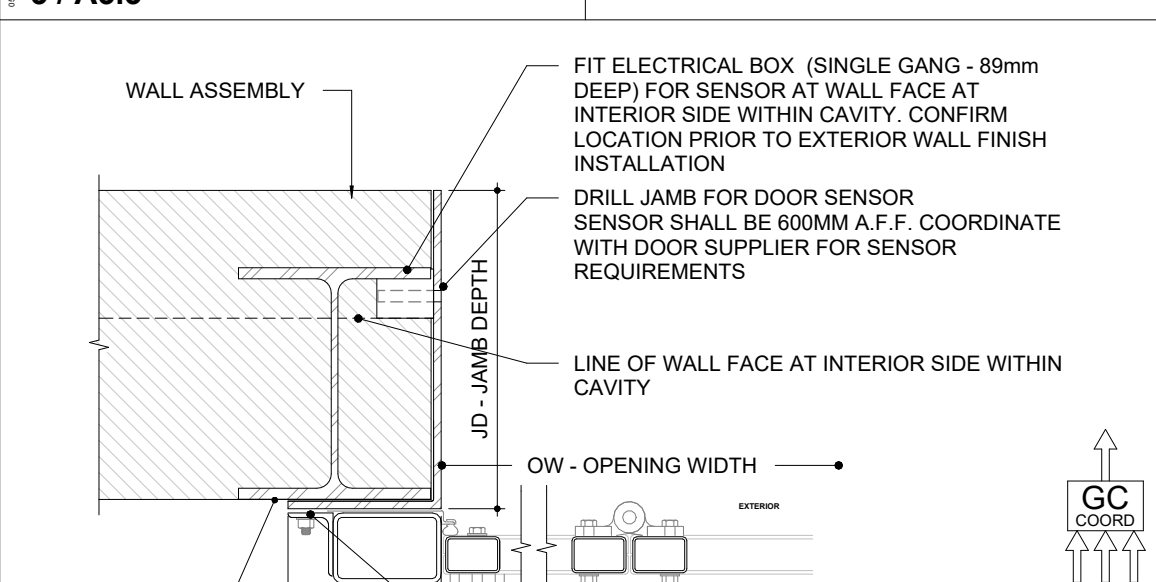 WALL ASSEMBLY
FIT ELECTRICAL BOX (SINGLE GANG - 89mm
DEEP) FOR SENSOR AT WALL FACE AT
INTERIOR SIDE WITHIN CAVITY. CONFIRM
LOCATION PRIOR TO EXTERIOR WALL FINISH
INSTALLATION
DRILL JAMB FOR DOOR SENSOR
SENSOR SHALL BE 600MM A.F.F. COORDINATE
WITH DOOR SUPPLIER FOR SENSOR
REQUIREMENTS
JD - JAMB DEPTH
LINE OF WALL FACE AT INTERIOR SIDE WITHIN
CAVITY
OW - OPENING WIDTH
EXTERIOR
GC
COORD